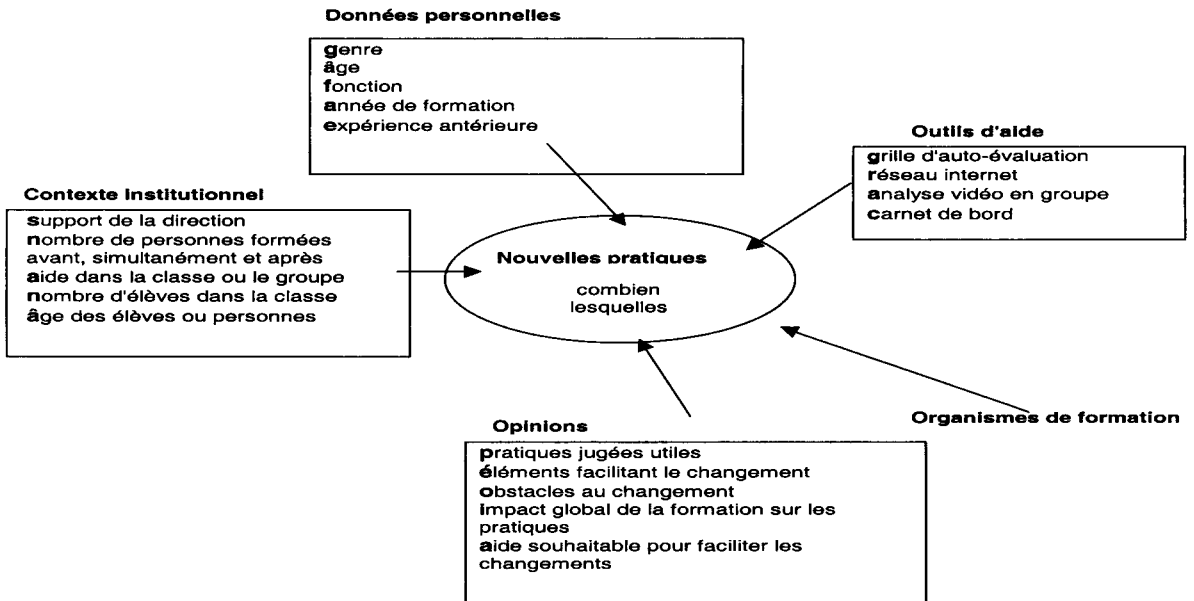 Données personnelles
genre
âge
fonction
année de formation
expérience antérieure
Outils d'aide
grille d'auto-évaluation
réseau internet
analyse vidéo en groupe
carnet de bord
Contexte institutionnel
support de la direction
nombre de personnes formées
avant, simultanément et après
aide dans la classe ou le groupe
nombre d'élèves dans la classe
âge des élèves ou personnes
Nouvelles pratiques
combien
lesquelles
Organismes de formation
Opinions
pratiques jugées utiles
éléments facilitant le changement
obstacles au changement
impact global de la formation sur les
pratiques
aide souhaitable pour faciliter les
changements